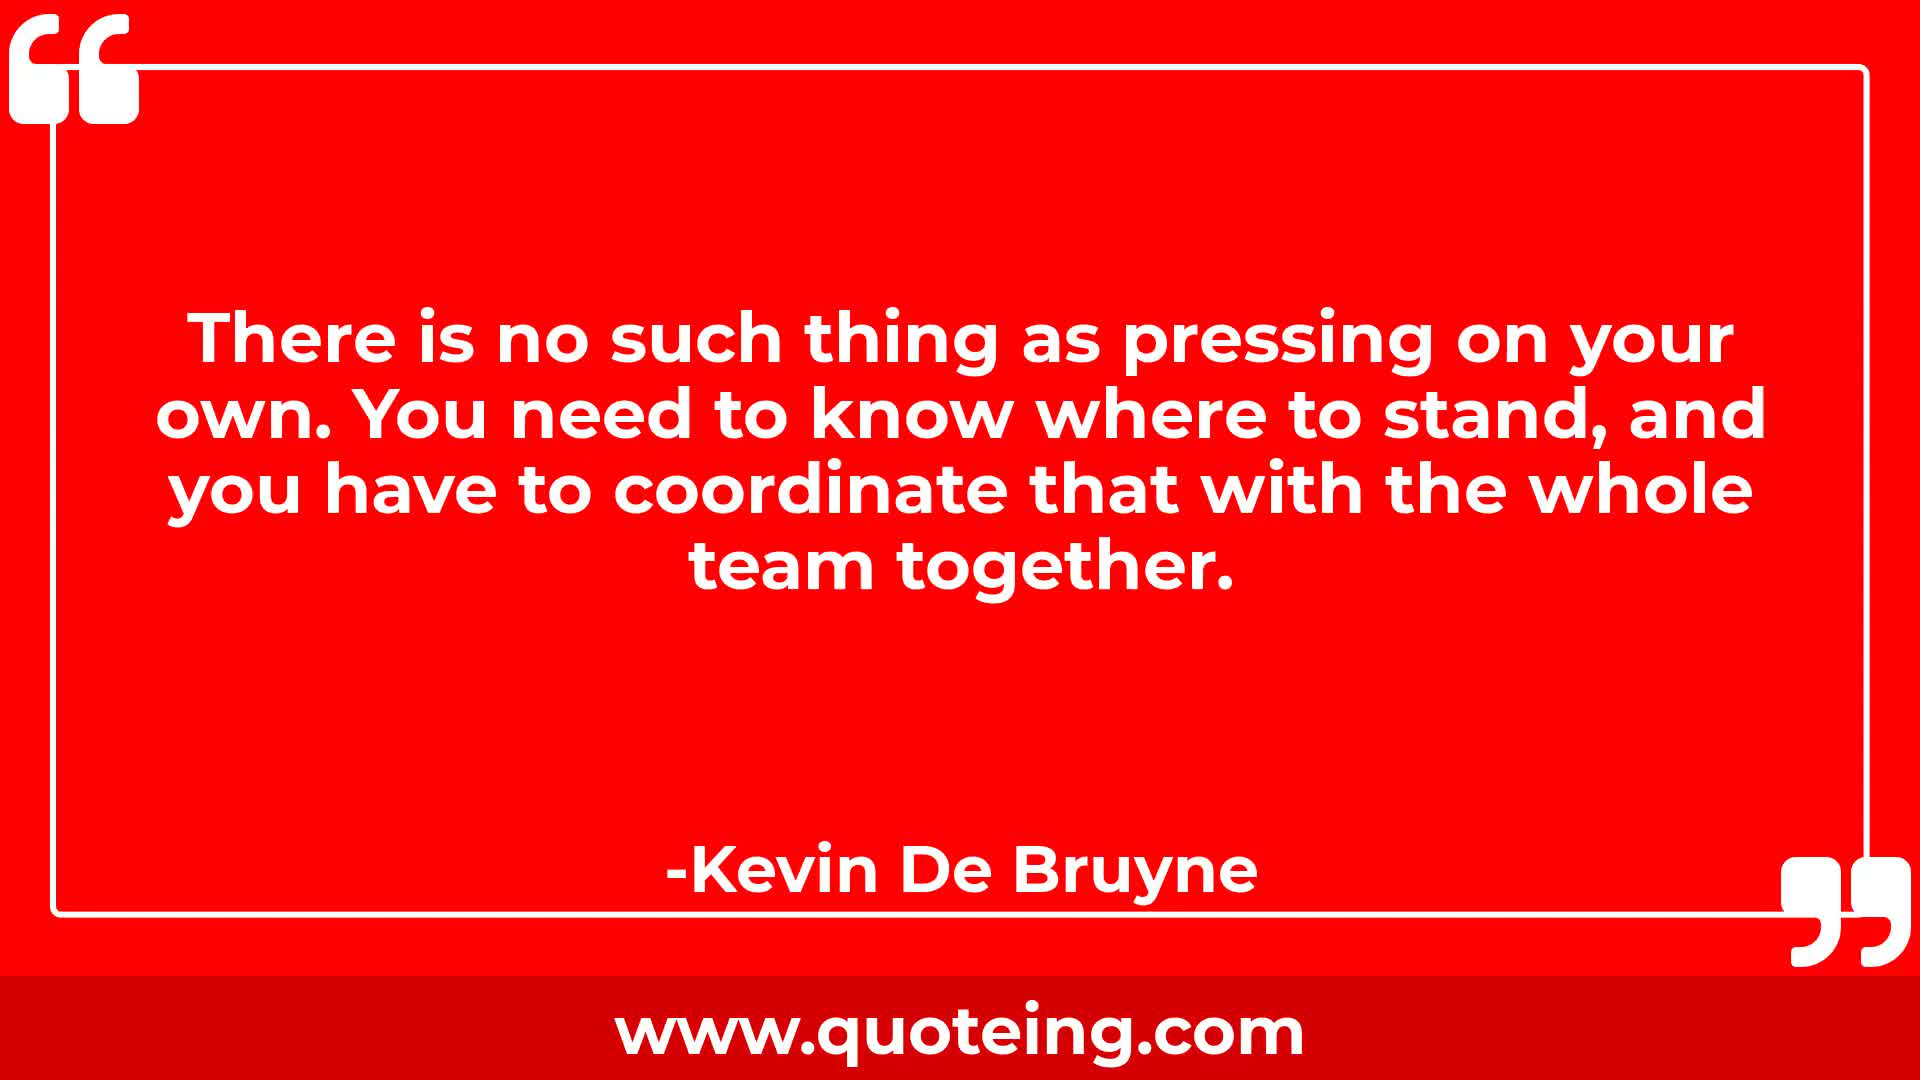 There is no such thing as pressing on your
own. You need to know where to stand, and
you have to coordinate that with the whole
team together.
-Kevin De Bruyne
www.quoteing.com